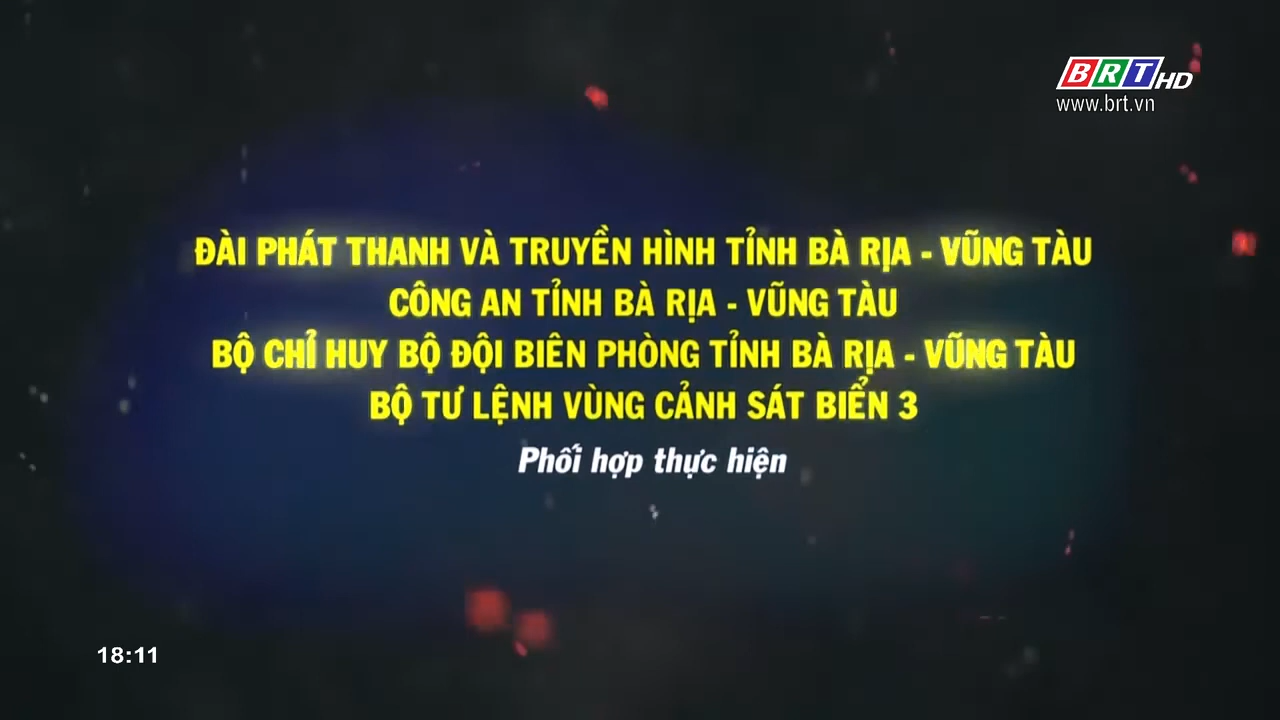 BRT HD
www.brt.vn
ĐÀI PHÁT THANH VÀ TRUYỀN HÌNH TỈNH BÀ RỊA - VŨNG TÀU
CÔNG AN TỈNH BÀ RỊA - VŨNG TÀU
BỘ CHỈ HUY BỘ ĐỘI BIÊN PHÒNG TỈNH BÀ RỊA - VŨNG TÀU
BỘ TƯ LỆNH VÙNG CẢNH SÁT BIỂN 3
Phối hợp thực hiện
18:11